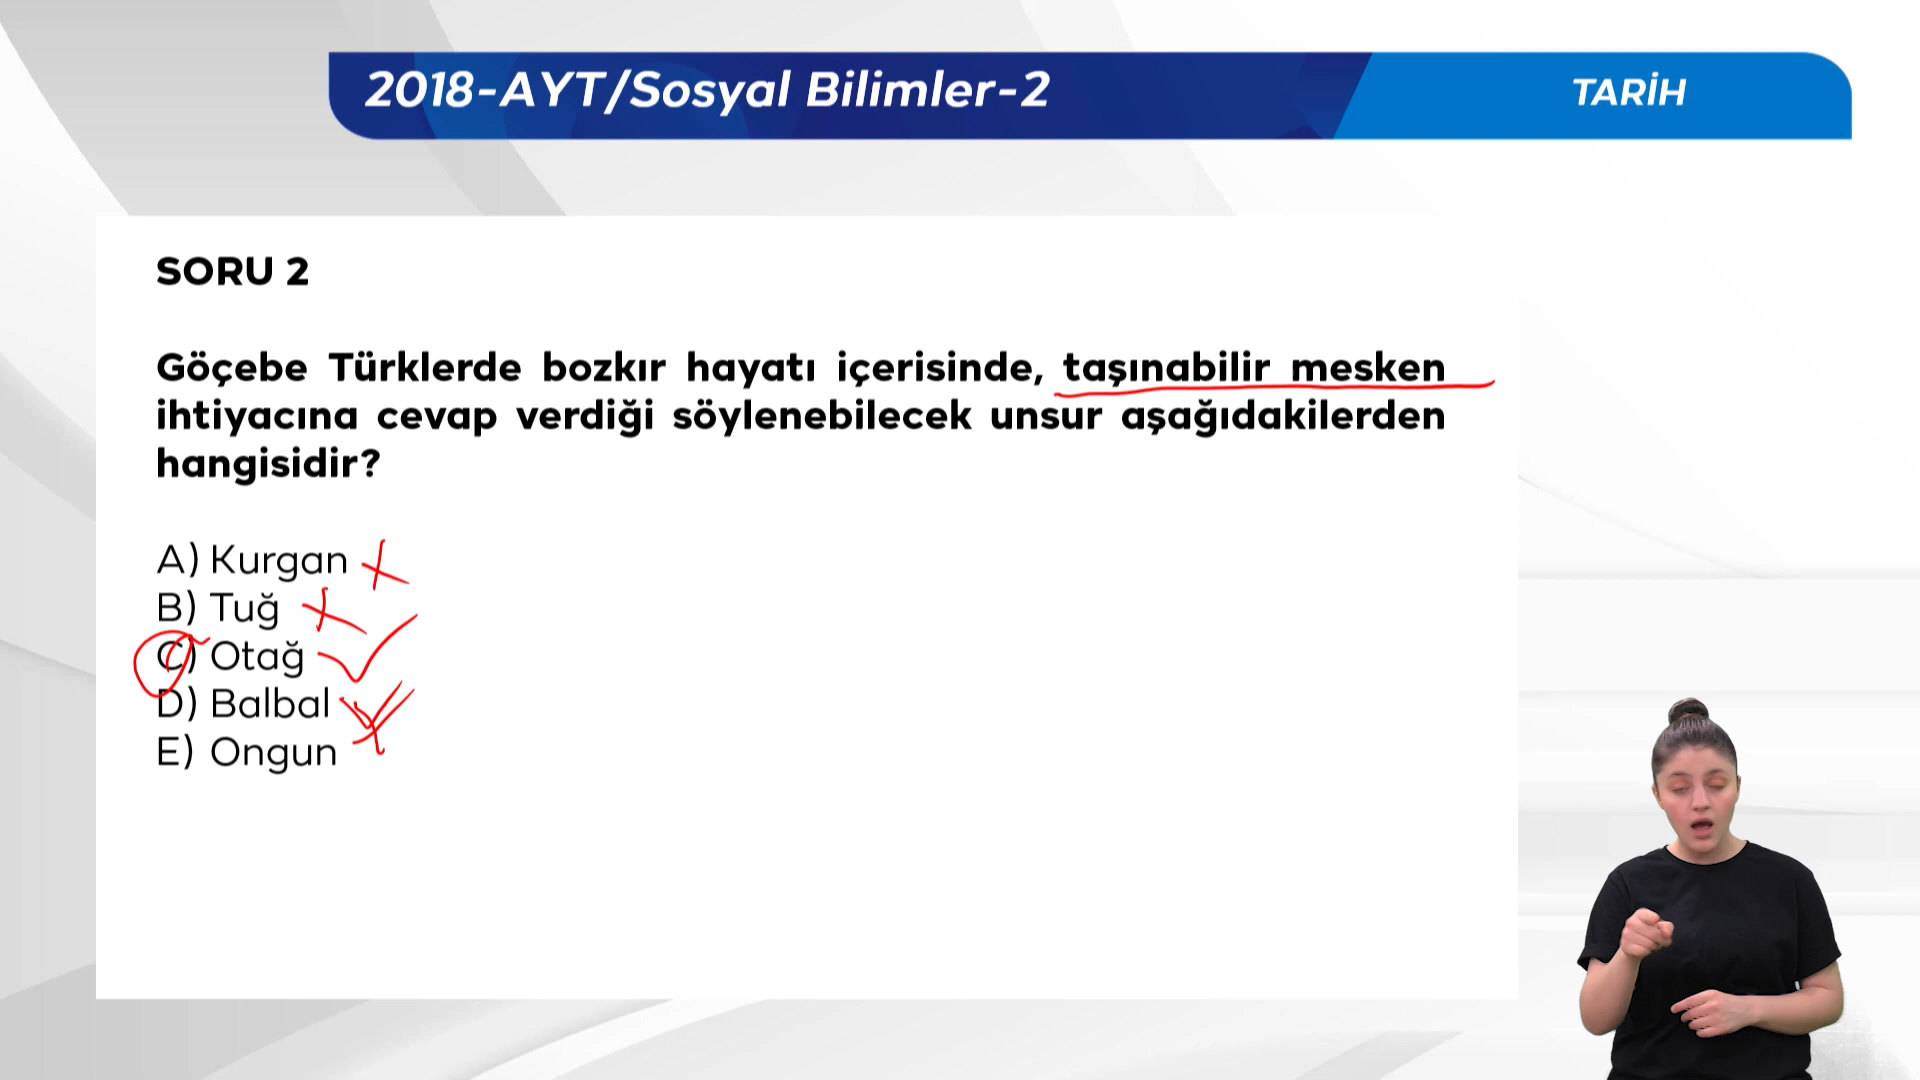 2018-AYT/Sosyal Bilimler-2
TARİH
SORU 2
Göçebe Türklerde bozkır hayatı içerisinde, taşınabilir mesken
ihtiyacına cevap verdiği söylenebilecek unsur aşağıdakilerden
hangisidir?
A) Kurgan
B) Tuğ
C) Otağ
D) Balbal
E) Ongun